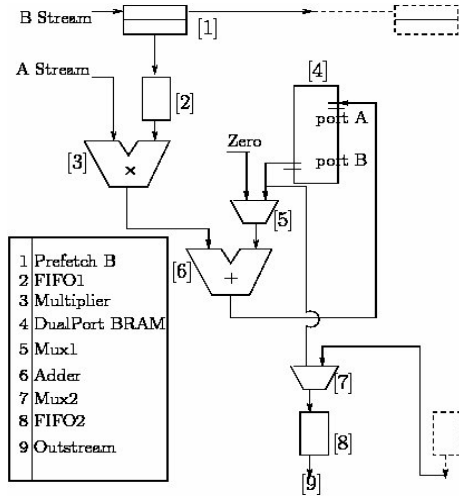 B Stream
[1]
A Stream
[2]
[4]
port A
[3]
×
Zero
port B
[5]
[6]
+
1 Prefetch B
2 FIFO1
3 Multiplier
4 DualPort BRAM
5 Mux1
6 Adder
7 Mux2
8 FIFO2
9 Outstream
[7]
[8]
[9]